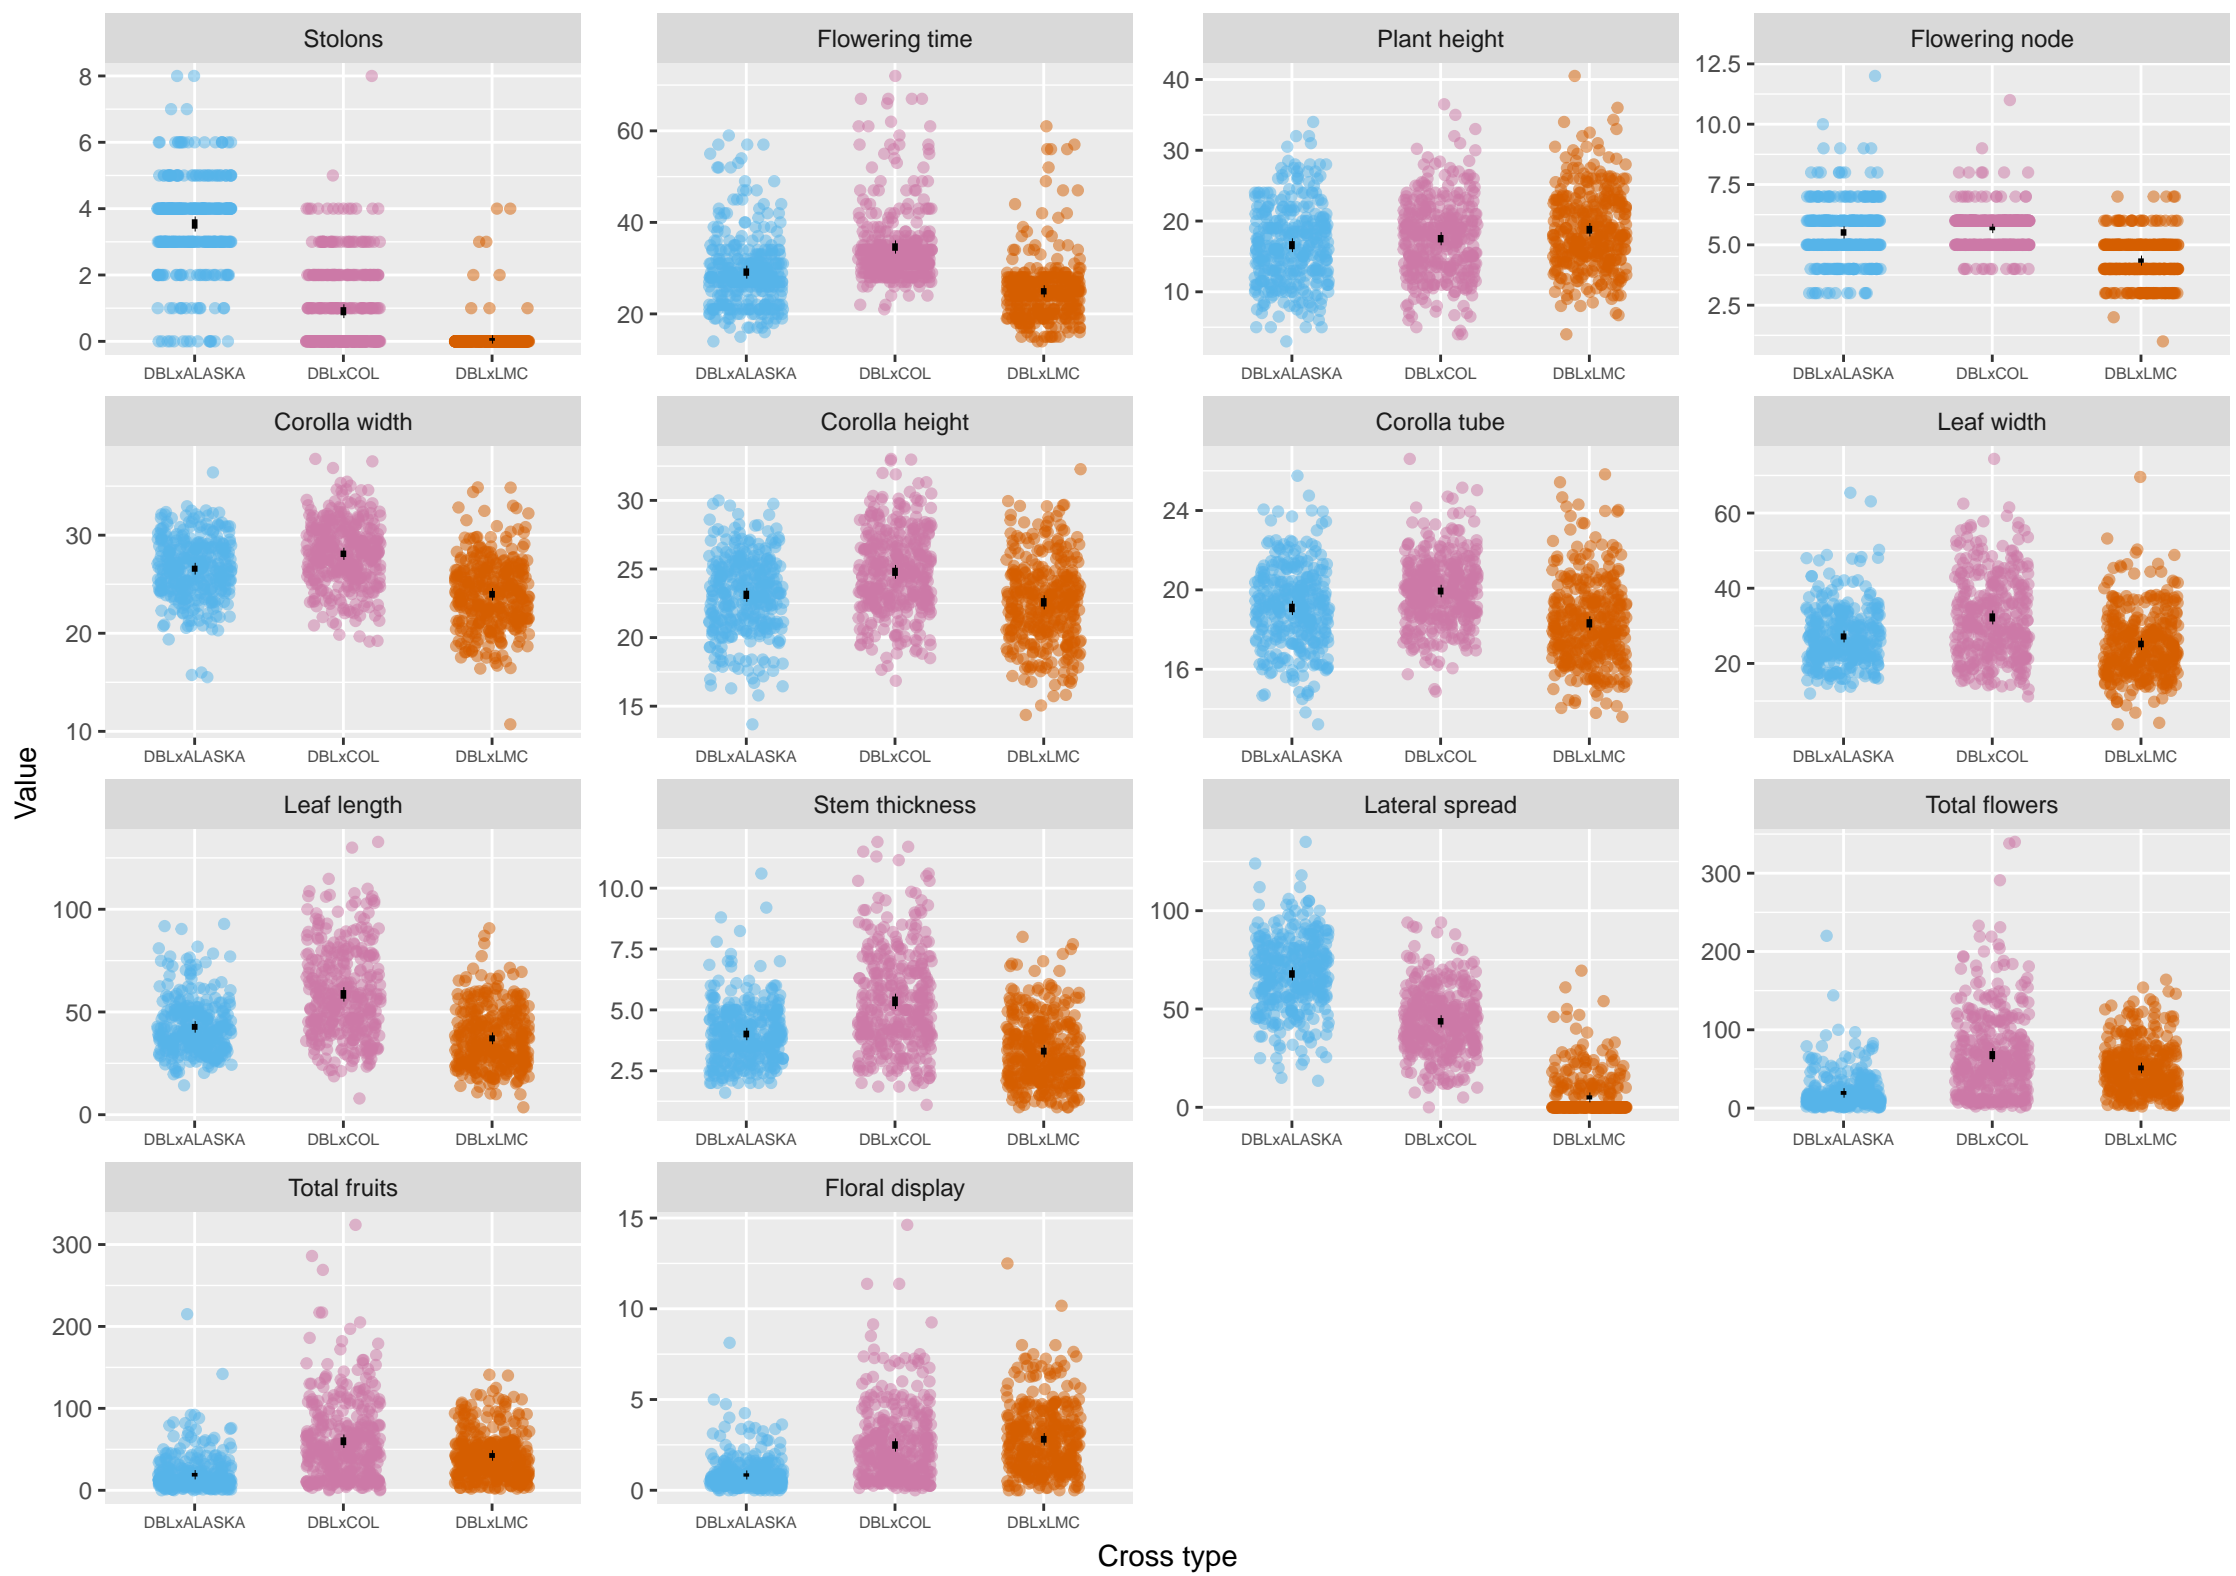 Stolons
Flowering time
Plant height
Flowering node
8
6
4
2
0
60
40
20
40
30
20
10
12.5
10.0
7.5
5.0
2.5
DBLxALASKA DBLxCOL DBLxLMC
DBLxALASKA DBLxCOL DBLxLMC
DBLxALASKA DBLxCOL DBLxLMC
DBLxALASKA DBLxCOL DBLxLMC
Corolla width
Corolla height
Corolla tube
Leaf width
30
20
10
30
25
20
15
24
20
16
60
40
20
DBLxALASKA DBLxCOL DBLxLMC
DBLxALASKA DBLxCOL DBLxLMC
DBLxALASKA DBLxCOL DBLxLMC
DBLxALASKA DBLxCOL DBLxLMC
Value
Leaf length
Stem thickness
Lateral spread
Total flowers
100
50
0
10.0
7.5
5.0
2.5
100
50
0
300
200
100
0
DBLxALASKA DBLxCOL DBLxLMC
DBLxALASKA DBLxCOL DBLxLMC
DBLxALASKA DBLxCOL DBLxLMC
DBLxALASKA DBLxCOL DBLxLMC
Total fruits
Floral display
300
200
100
0
15
10
5
0
DBLxALASKA DBLxCOL DBLxLMC
DBLxALASKA DBLxCOL DBLxLMC
Cross type